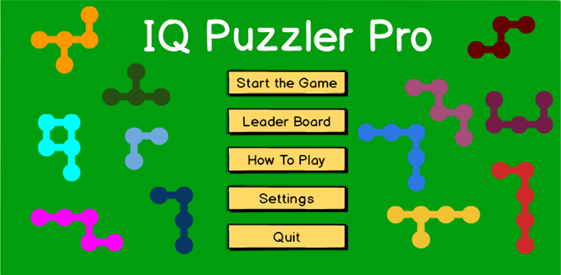 IQ Puzzler Pro
Start the Game
Leader Board
How To Play
Settings
Quit